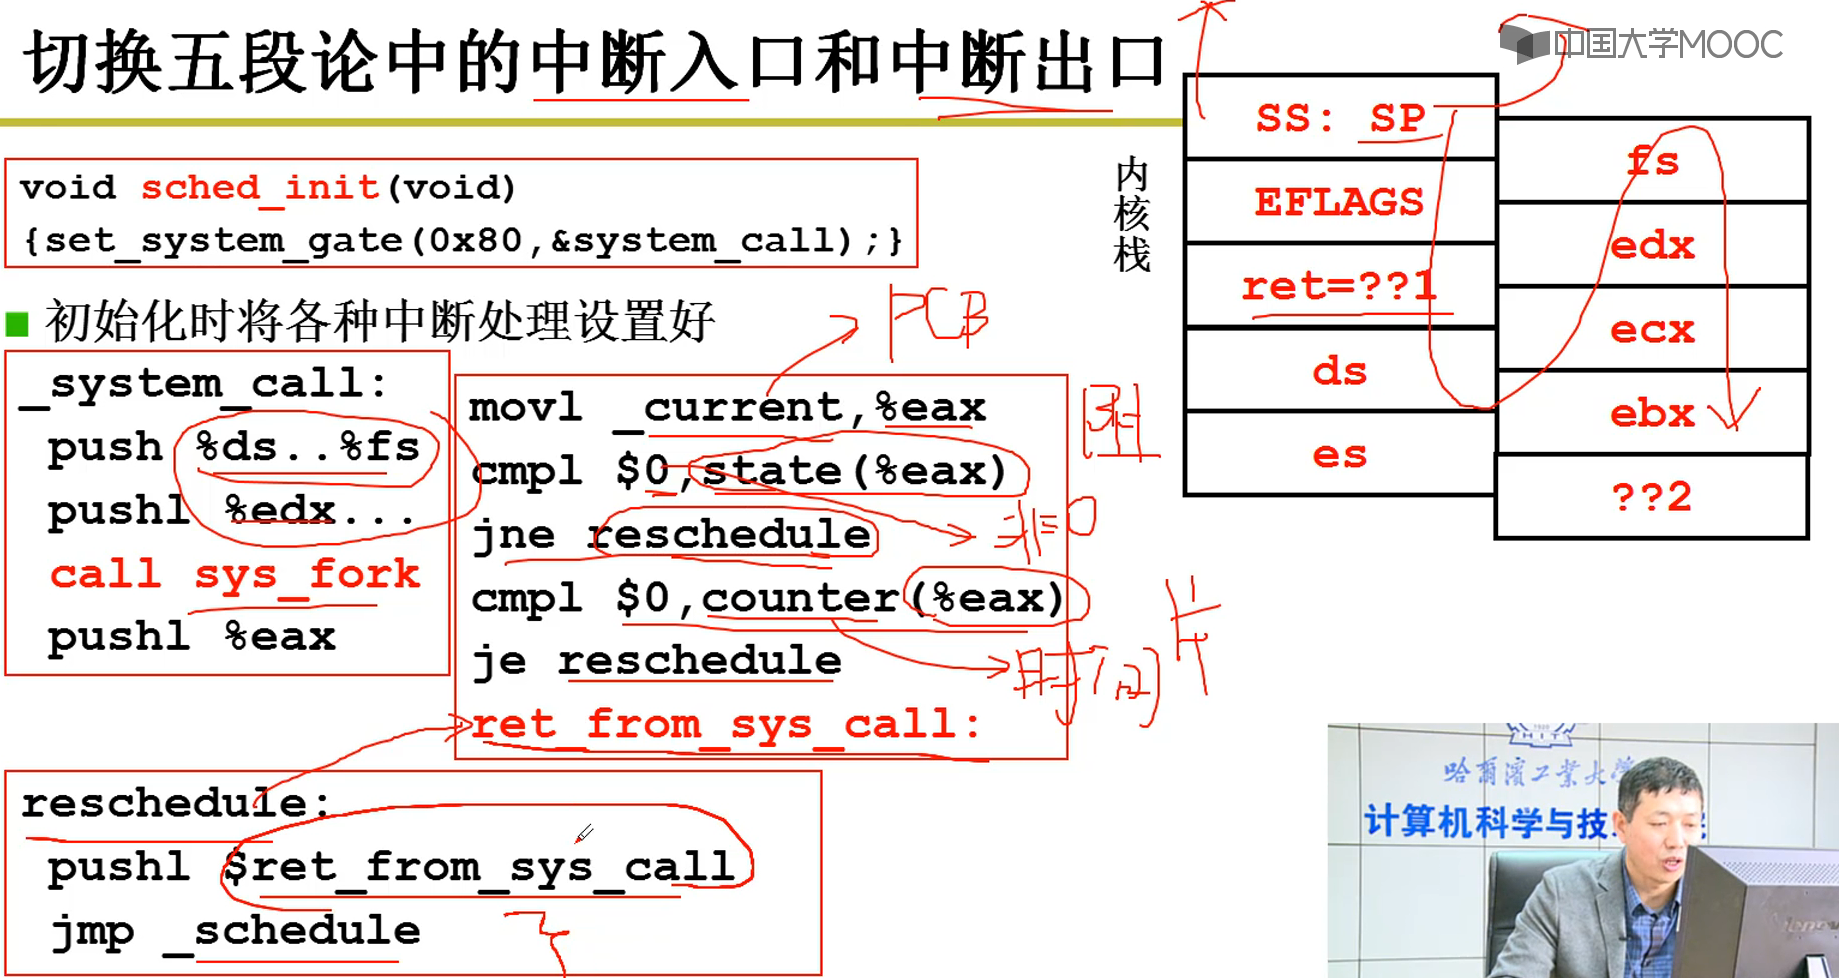 切换五段论中的中断入口和中断出口
中国大学MOOC
void sched_init(void)
{set_system_gate(0x80,&system_call);}
初始化时将各种中断处理设置好
_system_call:
push %ds..%fs
pushl %edx...
call sys_fork
pushl %eax
movl _current,%eax
cmpl $0,state(%eax)
jne reschedule
cmpl $0,counter(%eax)
je reschedule
ret_from_sys_call:
PCB
非=0
时间片
reschedule:
pushl $ret_from_sys_call
jmp _schedule
内核栈
SS: SP
EFLAGS
ret=??1
ds
es
fs
edx
ecx
ebx
??2
HIT
哈爾濱工業大学
计算机科学与技